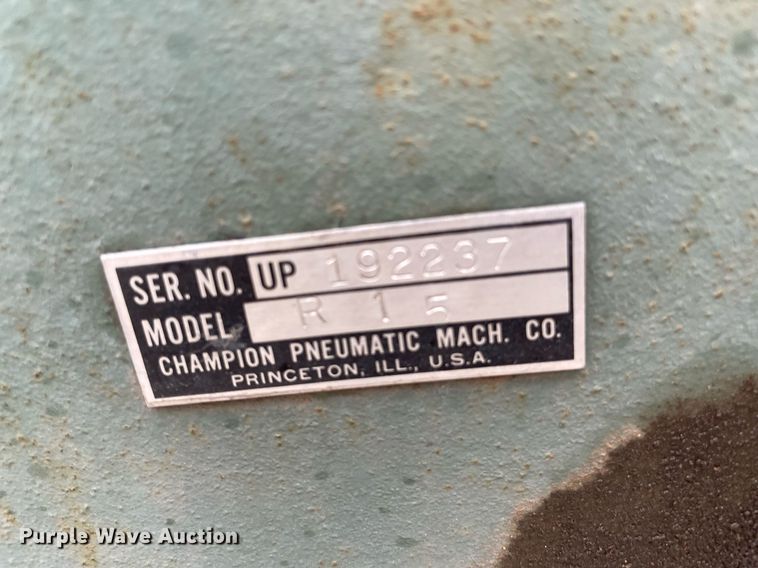 SER. NO. UP 192237
MODEL R 15
CHAMPION PNEUMATIC MACH. CO.
PRINCETON, ILL., U.S.A.
Purple Wave Auction